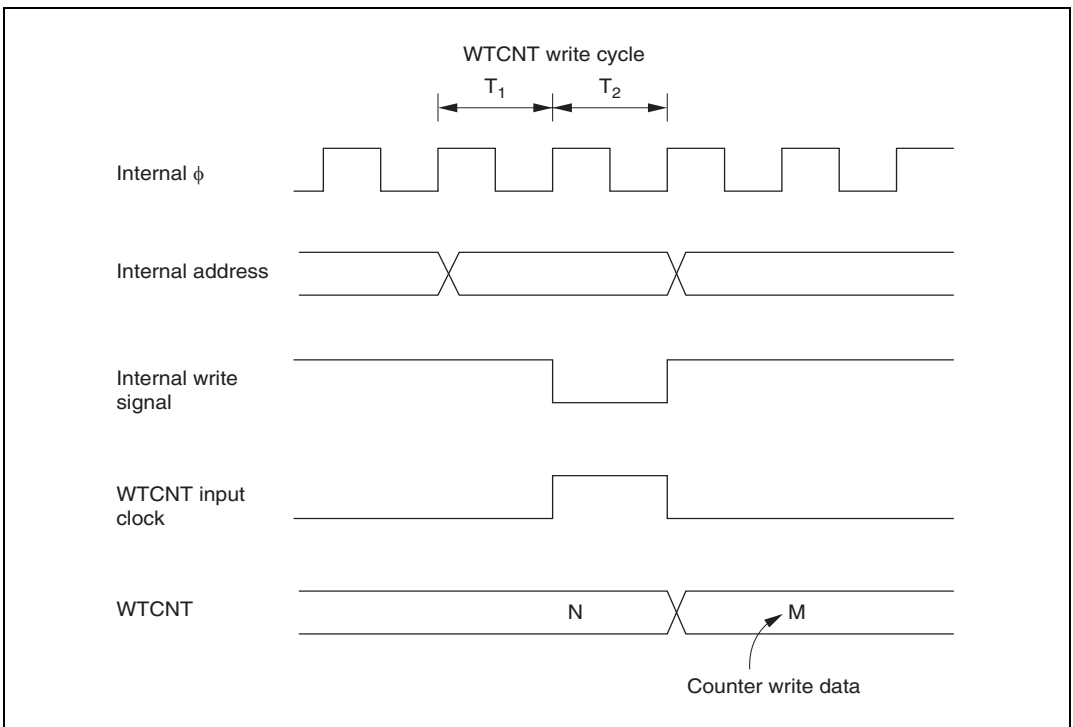 WTCNT write cycle
T₁ T₂
Internal ϕ
Internal address
Internal write
signal
WTCNT input
clock
WTCNT N M
Counter write data